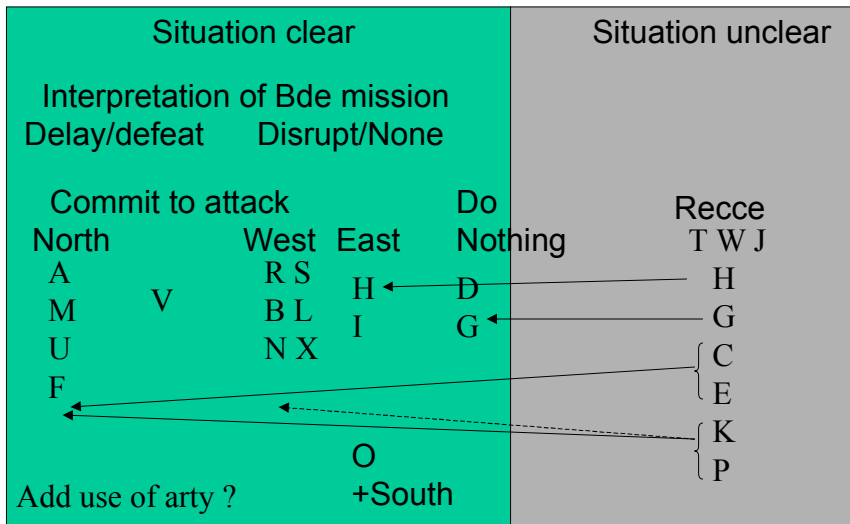 Situation clear
Situation unclear
Interpretation of Bde mission
Delay/defeat Disrupt/None
Commit to attack
Do
Nothing
North
West
East
Recce
T W J
A
M
U
F
V
R S
B L
N X
H
I
D
G
H
G
C
E
K
P
O
+South
Add use of arty ?